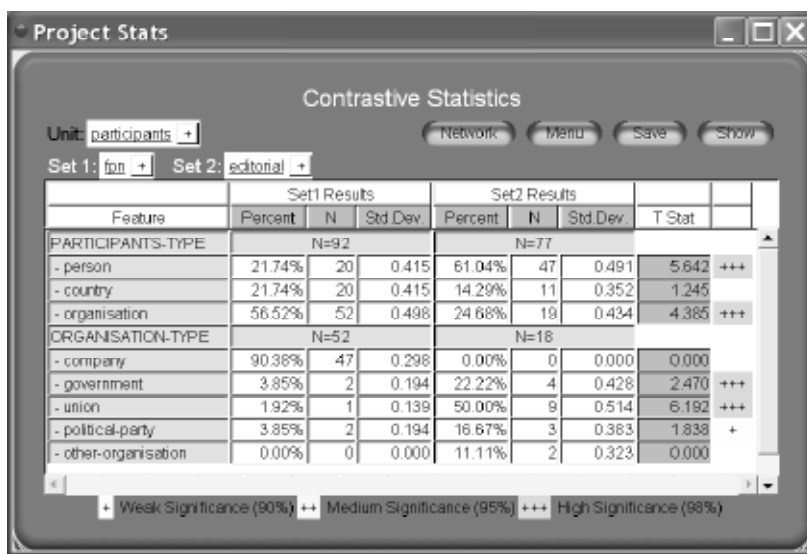 Project Stats
Contrastive Statistics
Unit: participants + Network Menu Save Show
Set 1: fpn + Set 2: editorial +
Set1 Results Set2 Results
Feature Percent N Std.Dev. Percent N Std.Dev. T Stat
PARTICIPANTS-TYPE N=92 N=77
- person 21.74% 20 0.415 61.04% 47 0.491 5.642 +++
- country 21.74% 20 0.415 14.29% 11 0.352 1.245
- organisation 56.52% 52 0.498 24.68% 19 0.434 4.385 +++
ORGANISATION-TYPE N=52 N=18
- company 90.38% 47 0.298 0.00% 0 0.000 0.000
- government 3.85% 2 0.194 22.22% 4 0.428 2.470 +++
- union 1.92% 1 0.139 50.00% 9 0.514 6.192 +++
- political-party 3.85% 2 0.194 16.67% 3 0.383 1.838 +
- other-organisation 0.00% 0 0.000 11.11% 2 0.323 0.000
+ Weak Significance (90%) ++ Medium Significance (95%) +++ High Significance (98%)